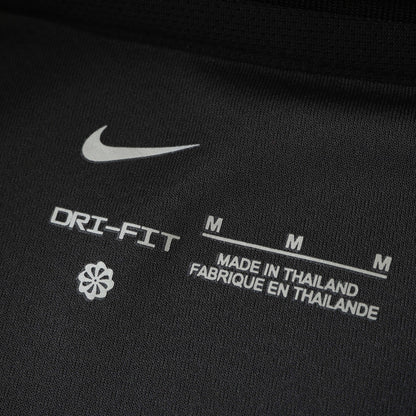 DRI-FIT
M M M
MADE IN THAILAND
FABRIQUE EN THAILANDE